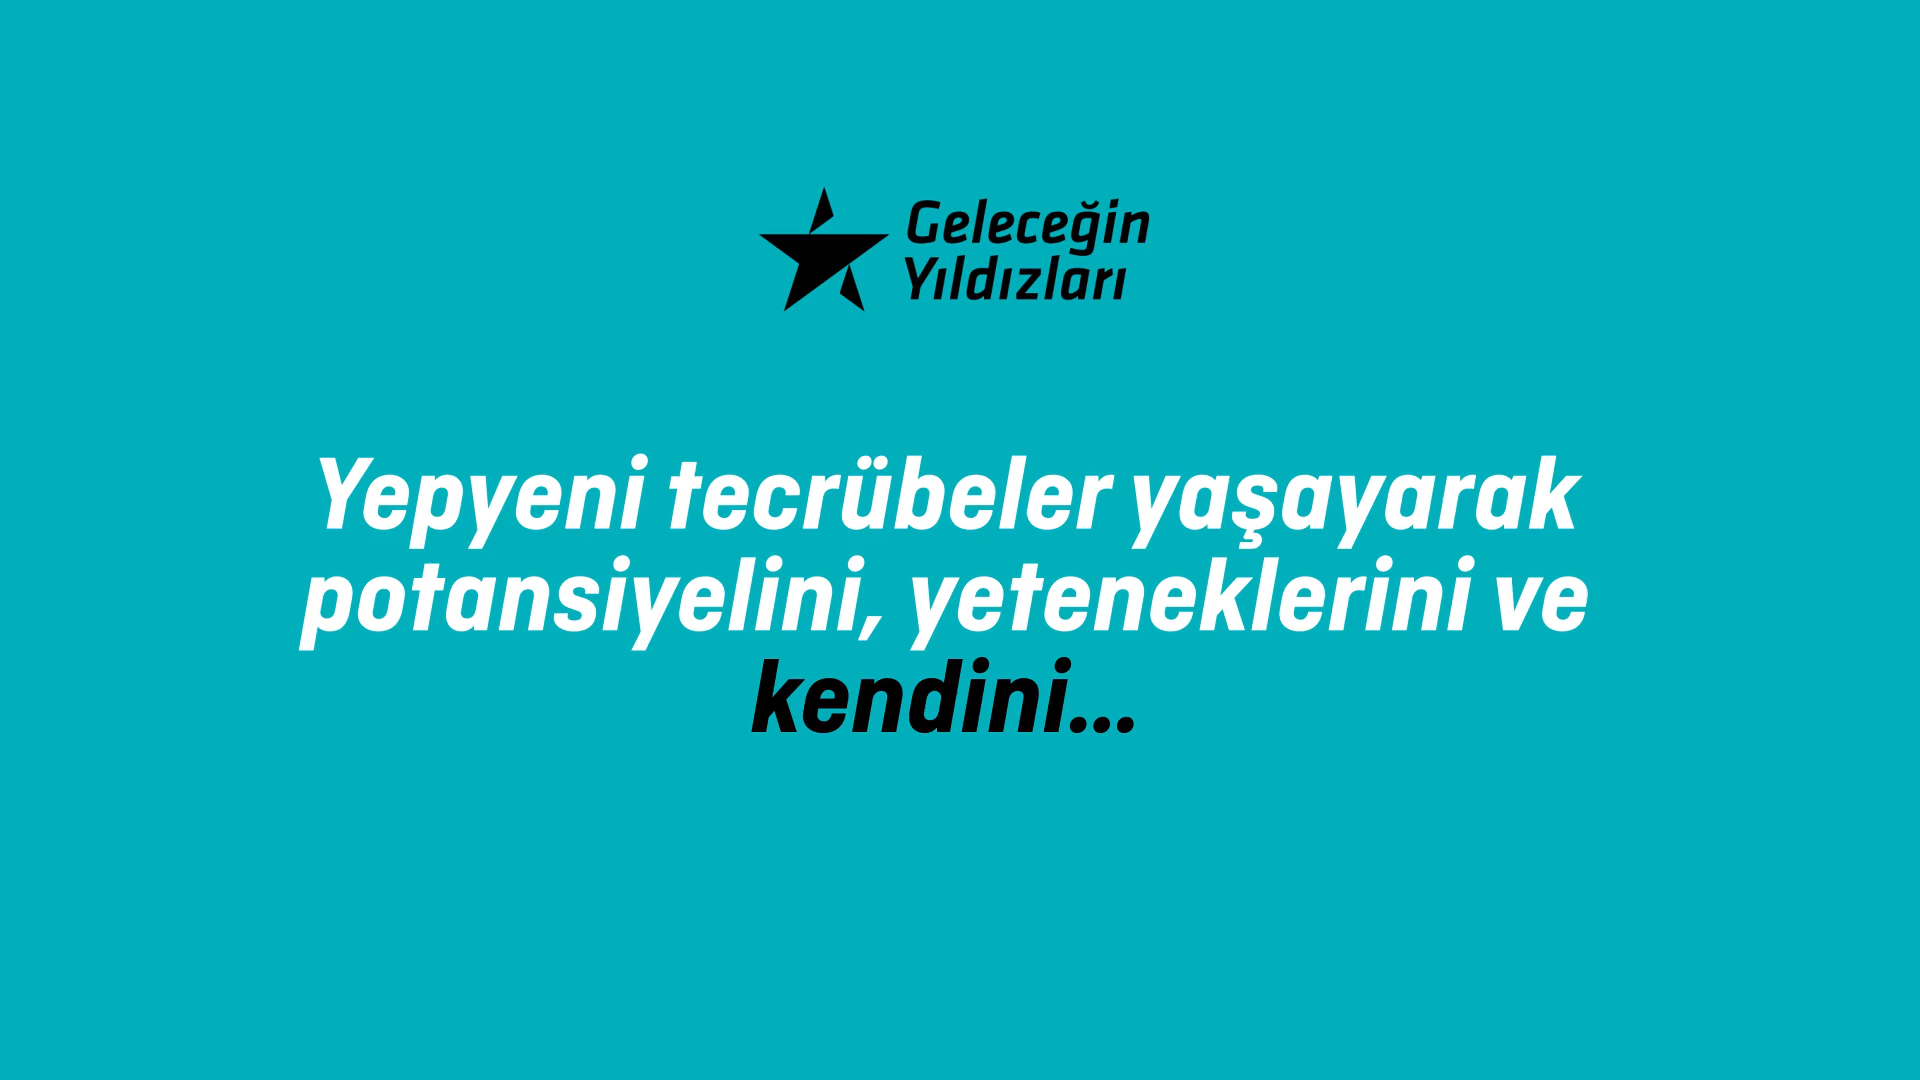 Geleceğin
Yıldızları
Yepyeni tecrübeler yaşayarak
potansiyelini, yeteneklerini ve
kendini...